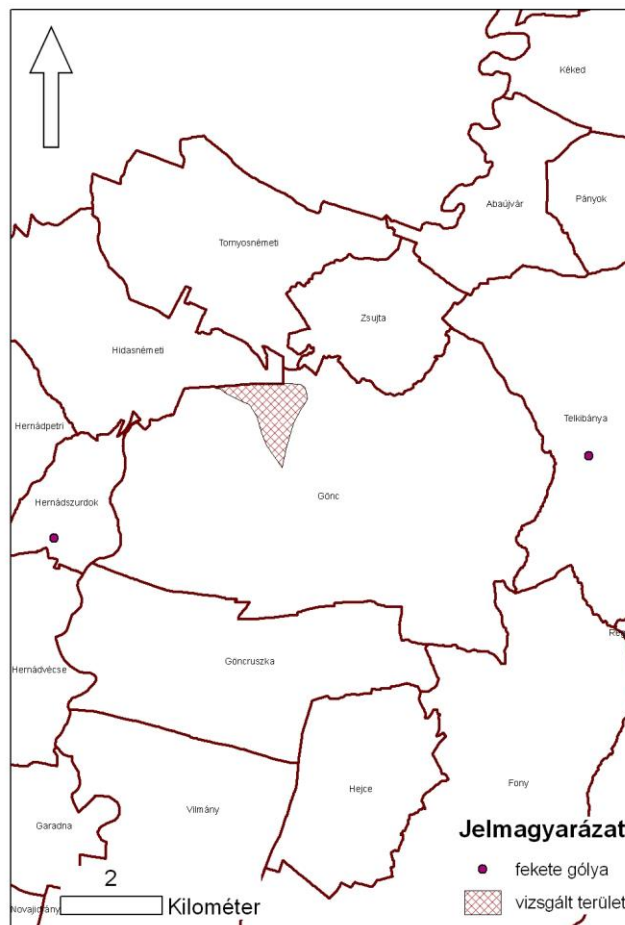 Kéked
Abaújvár
Pányok
Tornyosnémeti
Zsujta
Hidasnémeti
Hernádpetri
Telkibánya
Hernádszurdok
Gönc
Göncruszka
Hernádvécse
Hejce
Fony
Vilmány
Garadna
Jelmagyarázat
fekete gólya
vizsgált terület
2
Kilométer